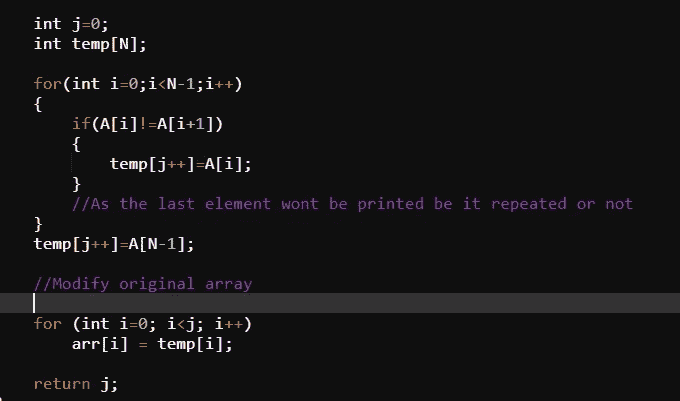 int j=0;
int temp[N];
for(int i=0;i<N-1;i++)
{
if(A[i]!=A[i+1])
{
temp[j++]=A[i];
}
//As the last element wont be printed be it repeated or not
}
temp[j++]=A[N-1];
//Modify original array
for (int i=0; i<j; i++)
arr[i] = temp[i];
return j;